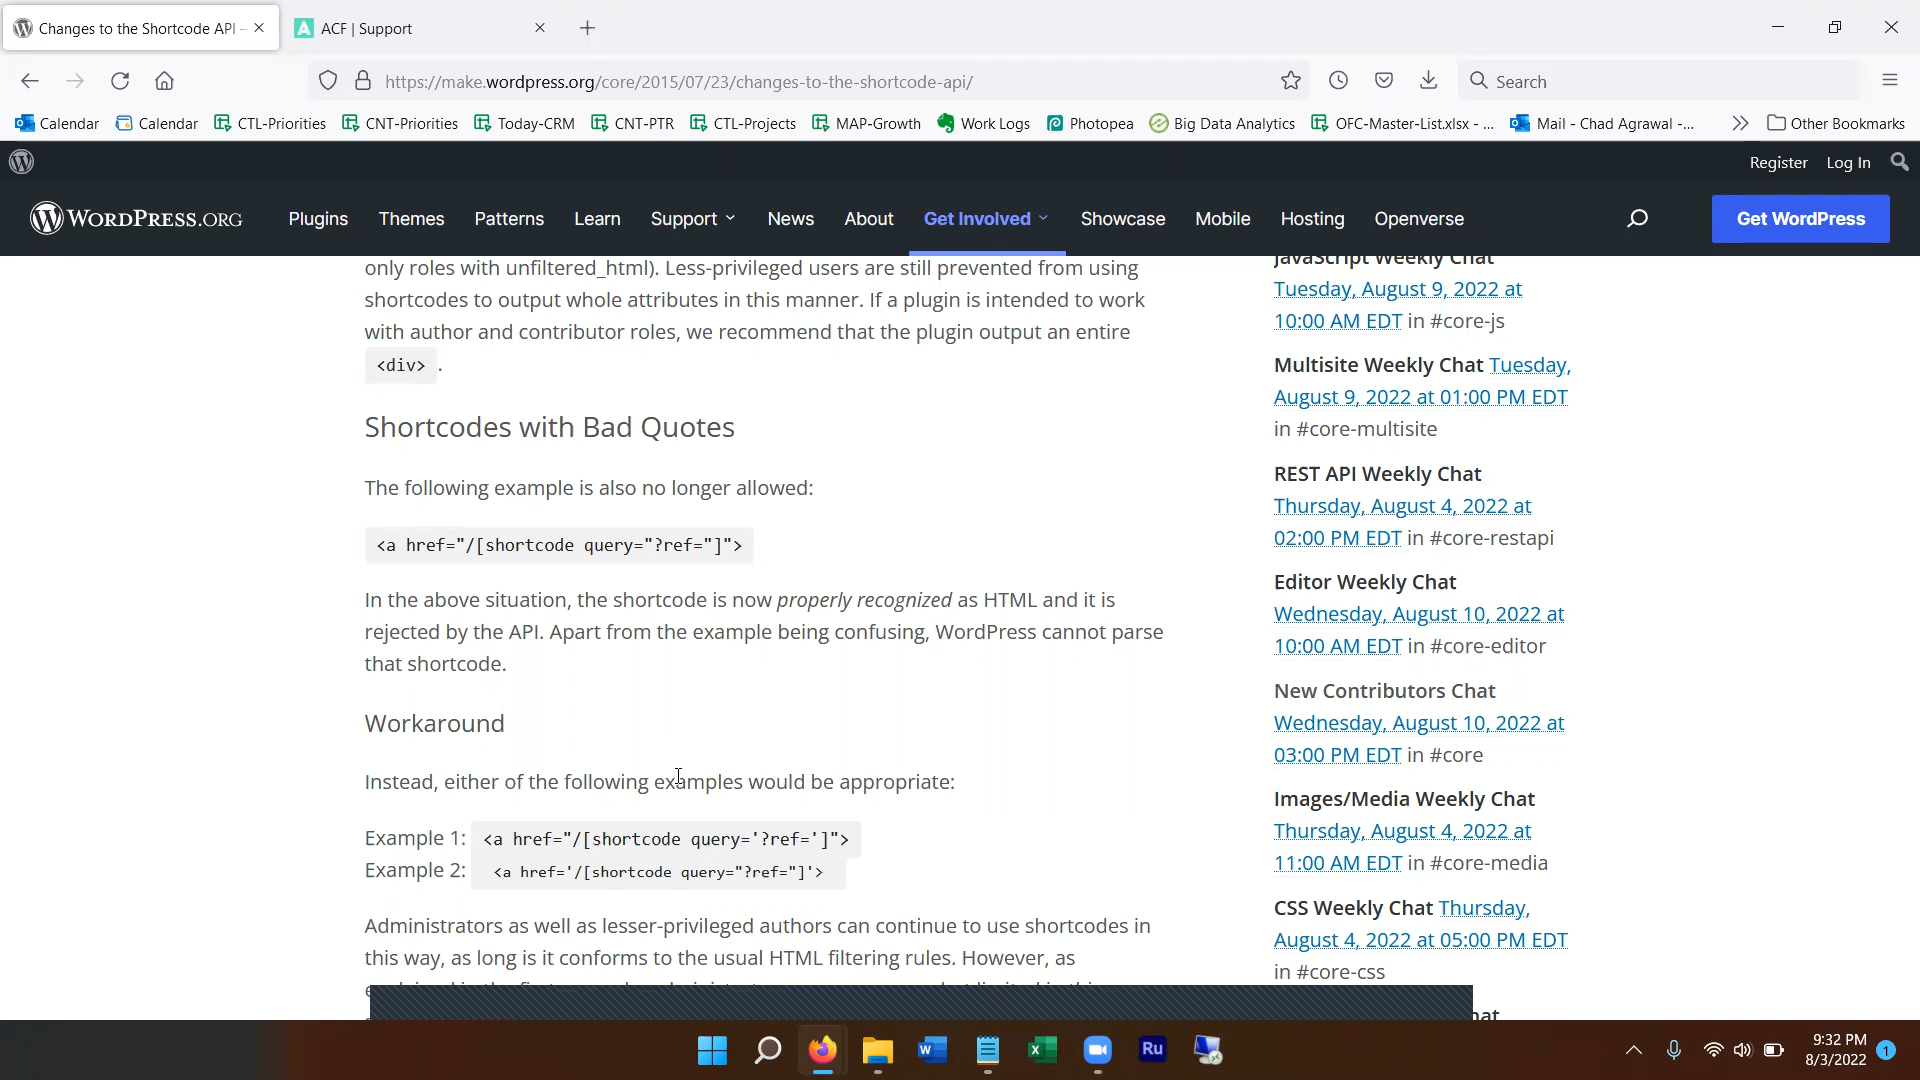 Changes to the Shortcode API –
ACF | Support
https://make.wordpress.org/core/2015/07/23/changes-to-the-shortcode-api/
Search
Calendar
Calendar
CTL-Priorities
CNT-Priorities
Today-CRM
CNT-PTR
CTL-Projects
MAP-Growth
Work Logs
Photopea
Big Data Analytics
OFC-Master-List.xlsx - ...
Mail - Chad Agrawal -...
Other Bookmarks
Register
Log In
WORDPRESS.ORG
Plugins
Themes
Patterns
Learn
Support
News
About
Get Involved
Showcase
Mobile
Hosting
Openverse
Get WordPress
only roles with unfiltered_html). Less-privileged users are still prevented from using
shortcodes to output whole attributes in this manner. If a plugin is intended to work
with author and contributor roles, we recommend that the plugin output an entire
<div> .
Shortcodes with Bad Quotes
The following example is also no longer allowed:
<a href="/[shortcode query="?ref="]">
In the above situation, the shortcode is now properly recognized as HTML and it is
rejected by the API. Apart from the example being confusing, WordPress cannot parse
that shortcode.
Workaround
Instead, either of the following examples would be appropriate:
Example 1: <a href="/[shortcode query='?ref=']">
Example 2: <a href='/[shortcode query="?ref="]'>
Administrators as well as lesser-privileged authors can continue to use shortcodes in
this way, as long is it conforms to the usual HTML filtering rules. However, as
JavaScript Weekly Chat
Tuesday, August 9, 2022 at
10:00 AM EDT in #core-js
Multisite Weekly Chat Tuesday,
August 9, 2022 at 01:00 PM EDT
in #core-multisite
REST API Weekly Chat
Thursday, August 4, 2022 at
02:00 PM EDT in #core-restapi
Editor Weekly Chat
Wednesday, August 10, 2022 at
10:00 AM EDT in #core-editor
New Contributors Chat
Wednesday, August 10, 2022 at
03:00 PM EDT in #core
Images/Media Weekly Chat
Thursday, August 4, 2022 at
11:00 AM EDT in #core-media
CSS Weekly Chat Thursday,
August 4, 2022 at 05:00 PM EDT
in #core-css
Ru
9:32 PM
8/3/2022
1